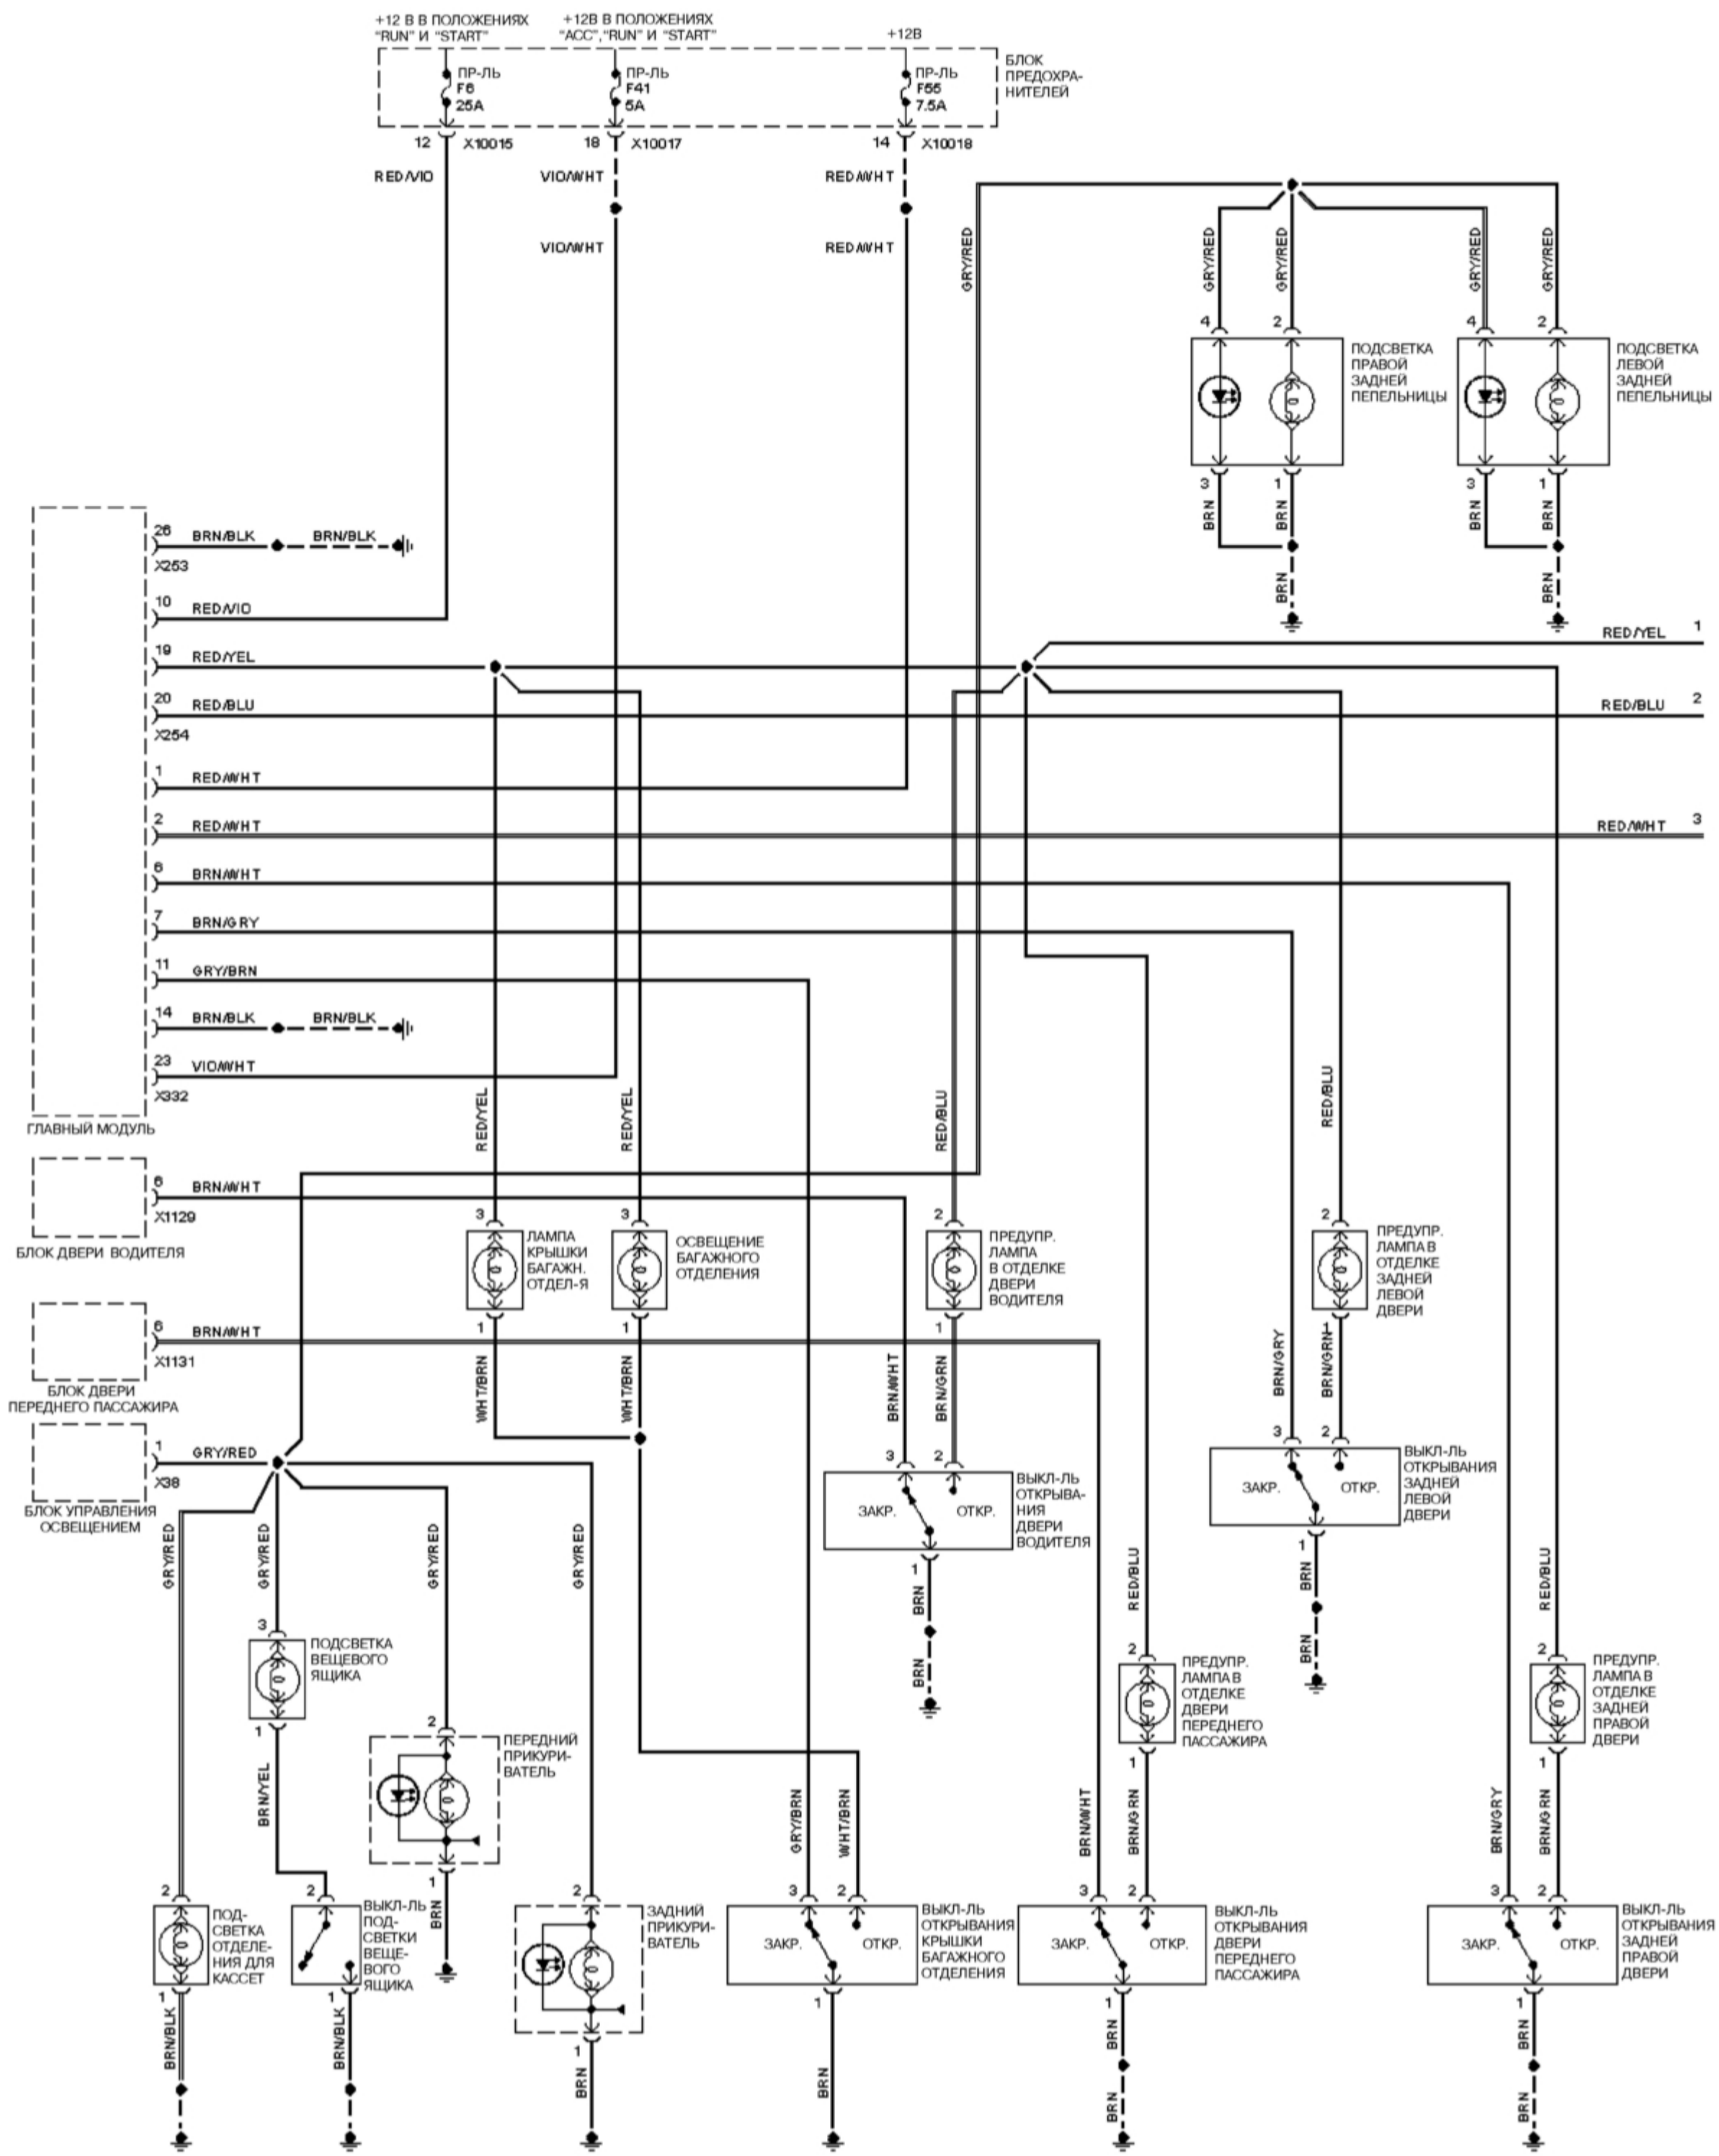 +12 В В ПОЛОЖЕНИЯХ
"RUN" И "START"
+12В В ПОЛОЖЕНИЯХ
"ACC","RUN" И "START"
+12В
БЛОК
ПРЕДОХРА-
НИТЕЛЕЙ
ПР-ЛЬ
F6
25A
ПР-ЛЬ
F41
5A
ПР-ЛЬ
F55
7.5A
12 X10015
18 X10017
14 X10018
RED/VIO
VIO/WHT
RED/WHT
VIO/WHT
RED/WHT
GRY/RED
GRY/RED
GRY/RED
GRY/RED
GRY/RED
4
2
4
2
ПОДСВЕТКА
ПРАВОЙ
ЗАДНЕЙ
ПЕПЕЛЬНИЦЫ
ПОДСВЕТКА
ЛЕВОЙ
ЗАДНЕЙ
ПЕПЕЛЬНИЦЫ
3
1
3
1
BRN
BRN
BRN
BRN
BRN
BRN
26 BRN/BLK BRN/BLK
X253
10 RED/VIO
19 RED/YEL
RED/YEL 1
20 RED/BLU
RED/BLU 2
X254
1 RED/WHT
2 RED/WHT
RED/WHT 3
6 BRN/WHT
7 BRN/GRY
11 GRY/BRN
14 BRN/BLK BRN/BLK
23 VIO/WHT
X332
ГЛАВНЫЙ МОДУЛЬ
RED/YEL
RED/YEL
RED/BLU
RED/BLU
6 BRN/WHT
X1129
БЛОК ДВЕРИ ВОДИТЕЛЯ
3
ЛАМПА
КРЫШКИ
БАГАЖН.
ОТДЕЛ-Я
1
3
ОСВЕЩЕНИЕ
БАГАЖНОГО
ОТДЕЛЕНИЯ
1
2
ПРЕДУПР.
ЛАМПА
В ОТДЕЛКЕ
ДВЕРИ
ВОДИТЕЛЯ
1
2
ПРЕДУПР.
ЛАМПА В
ОТДЕЛКЕ
ЗАДНЕЙ
ЛЕВОЙ
ДВЕРИ
1
6 BRN/WHT
X1131
БЛОК ДВЕРИ
ПЕРЕДНЕГО ПАССАЖИРА
WHT/BRN
WHT/BRN
BRN/WHT
BRN/GRN
BRN/GRY
BRN/GRN
1 GRY/RED
X38
БЛОК УПРАВЛЕНИЯ
ОСВЕЩЕНИЕМ
3
2
ЗАКР.
ОТКР.
ВЫКЛ-ЛЬ
ОТКРЫВА-
НИЯ
ДВЕРИ
ВОДИТЕЛЯ
1
BRN
BRN
3
2
ЗАКР.
ОТКР.
ВЫКЛ-ЛЬ
ОТКРЫВАНИЯ
ЗАДНЕЙ
ЛЕВОЙ
ДВЕРИ
1
BRN
BRN
GRY/RED
GRY/RED
GRY/RED
GRY/RED
RED/BLU
RED/BLU
3
ПОДСВЕТКА
ВЕЩЕВОГО
ЯЩИКА
1
BRN/YEL
2
ПЕРЕДНИЙ
ПРИКУРИ-
ВАТЕЛЬ
1
BRN
2
ПРЕДУПР.
ЛАМПА В
ОТДЕЛКЕ
ДВЕРИ
ПЕРЕДНЕГО
ПАССАЖИРА
1
2
ПРЕДУПР.
ЛАМПА В
ОТДЕЛКЕ
ЗАДНЕЙ
ПРАВОЙ
ДВЕРИ
1
GRY/BRN
WHT/BRN
BRN/WHT
BRN/GRN
BRN/GRY
BRN/GRN
2
ПОД-
СВЕТКА
ОТДЕЛЕ-
НИЯ ДЛЯ
КАССЕТ
1
BRN/BLK
2
ВЫКЛ-ЛЬ
ПОД-
СВЕТКИ
ВЕЩЕ-
ВОГО
ЯЩИКА
1
BRN/BLK
2
ЗАДНИЙ
ПРИКУРИ-
ВАТЕЛЬ
1
BRN
3
2
ЗАКР.
ОТКР.
ВЫКЛ-ЛЬ
ОТКРЫВАНИЯ
КРЫШКИ
БАГАЖНОГО
ОТДЕЛЕНИЯ
1
BRN
3
2
ЗАКР.
ОТКР.
ВЫКЛ-ЛЬ
ОТКРЫВАНИЯ
ДВЕРИ
ПЕРЕДНЕГО
ПАССАЖИРА
1
BRN
BRN
3
2
ЗАКР.
ОТКР.
ВЫКЛ-ЛЬ
ОТКРЫВАНИЯ
ЗАДНЕЙ
ПРАВОЙ
ДВЕРИ
1
BRN
BRN